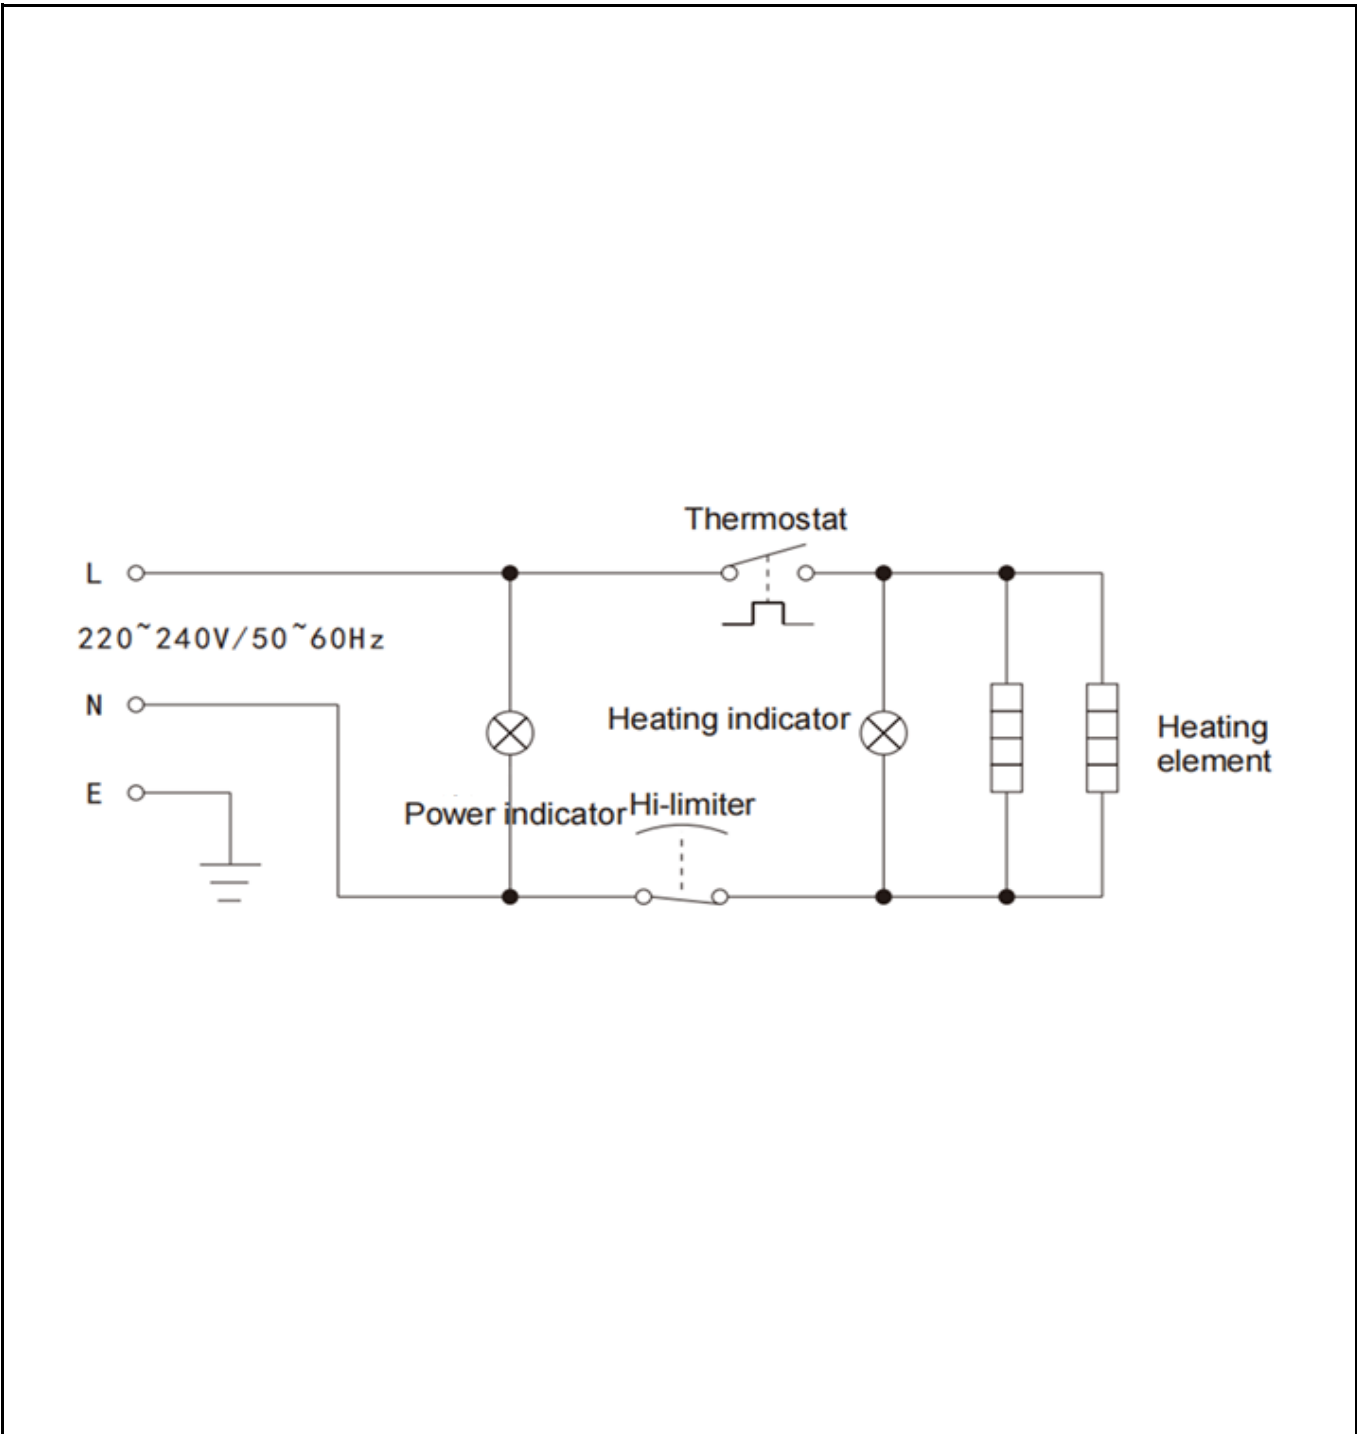 Thermostat
L
220~240V/50~60Hz
N
Heating indicator
Heating
element
E
Power indicator
Hi-limiter